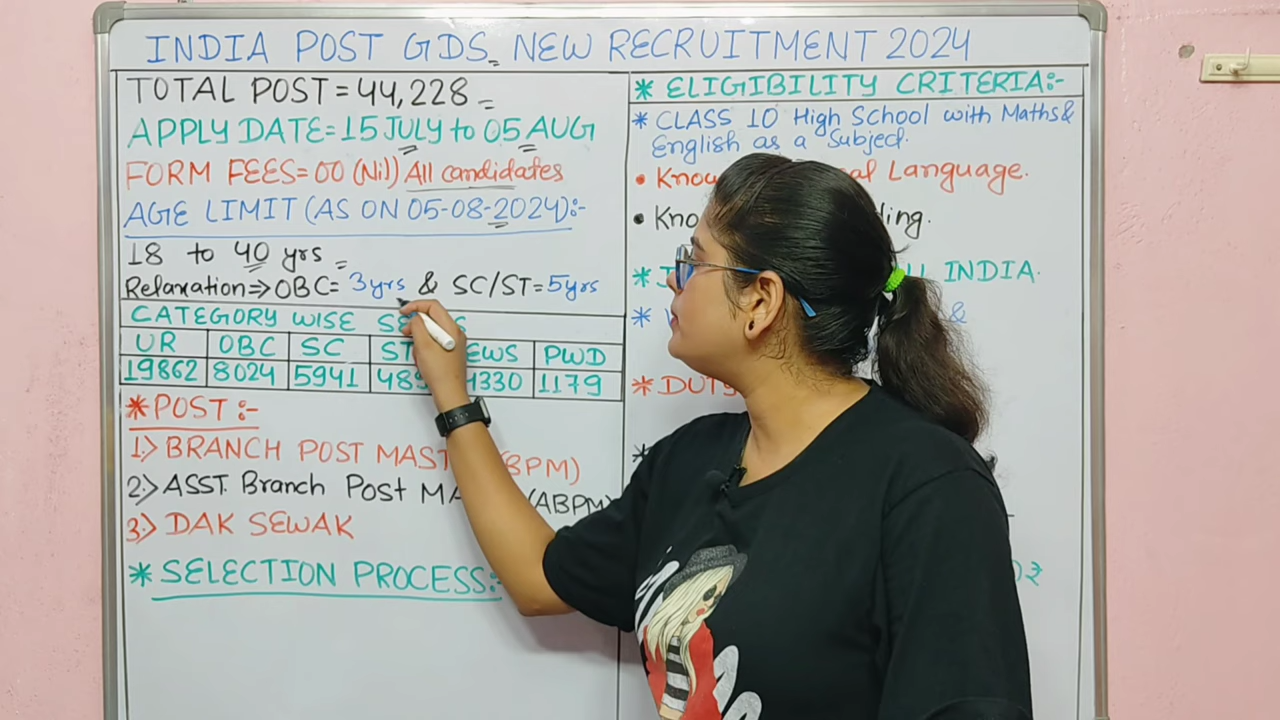 INDIA POST GDS NEW RECRUITMENT 2024
TOTAL POST = 44,228
APPLY DATE = 15 JULY to 05 AUG
FORM FEES = 00 (Nil) All candidates
AGE LIMIT (AS ON 05-08-2024):-
18 to 40 yrs
Relaxation => OBC = 3yrs & SC/ST = 5yrs
CATEGORY WISE
UR OBC SC ST EWS PWD
19862 8024 5941 1179
* POST :-
1.> BRANCH POST (BPM)
2.> ASST. Branch Post (ABPM)
3.> DAK SEWAK
* SELECTION PROCESS:-
* ELIGIBILITY CRITERIA:-
* CLASS 10 High School with Maths &
English as a Subject.
• Language.
•
* INDIA.
* &
*